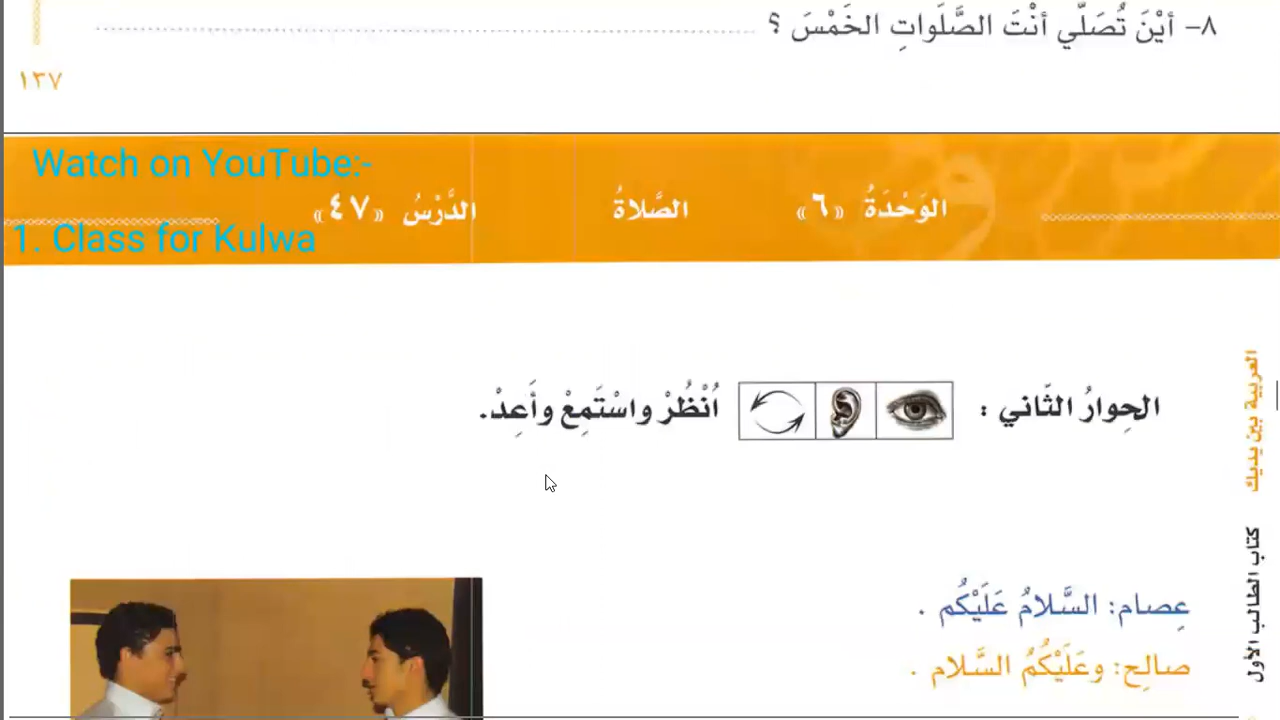 ٨- أيْنَ تُصَلّي أنْتَ الصَّلَواتِ الخَمْسَ ؟
١٣٧
Watch on YouTube:-
الوَحْدَةُ «٦» الصَّلاةُ الدَّرْسُ «٤٧»
1. Class for Kulwa
الحِوارُ الثّاني : اُنْظُرْ واسْتَمِعْ وأَعِدْ.
العربية بين يديك
كتاب الطالب الأول
عِصام: السَّلامُ عَلَيْكُم .
صالِح: وعَلَيْكُمُ السَّلام .